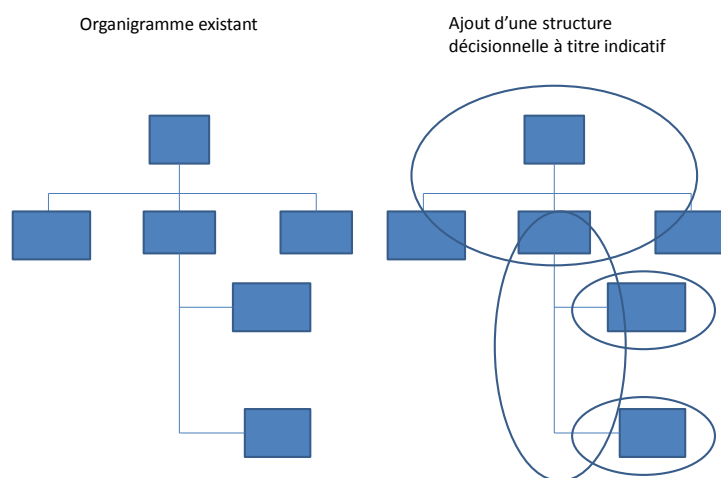 Organigramme existant
Ajout d'une structure
décisionnelle à titre indicatif